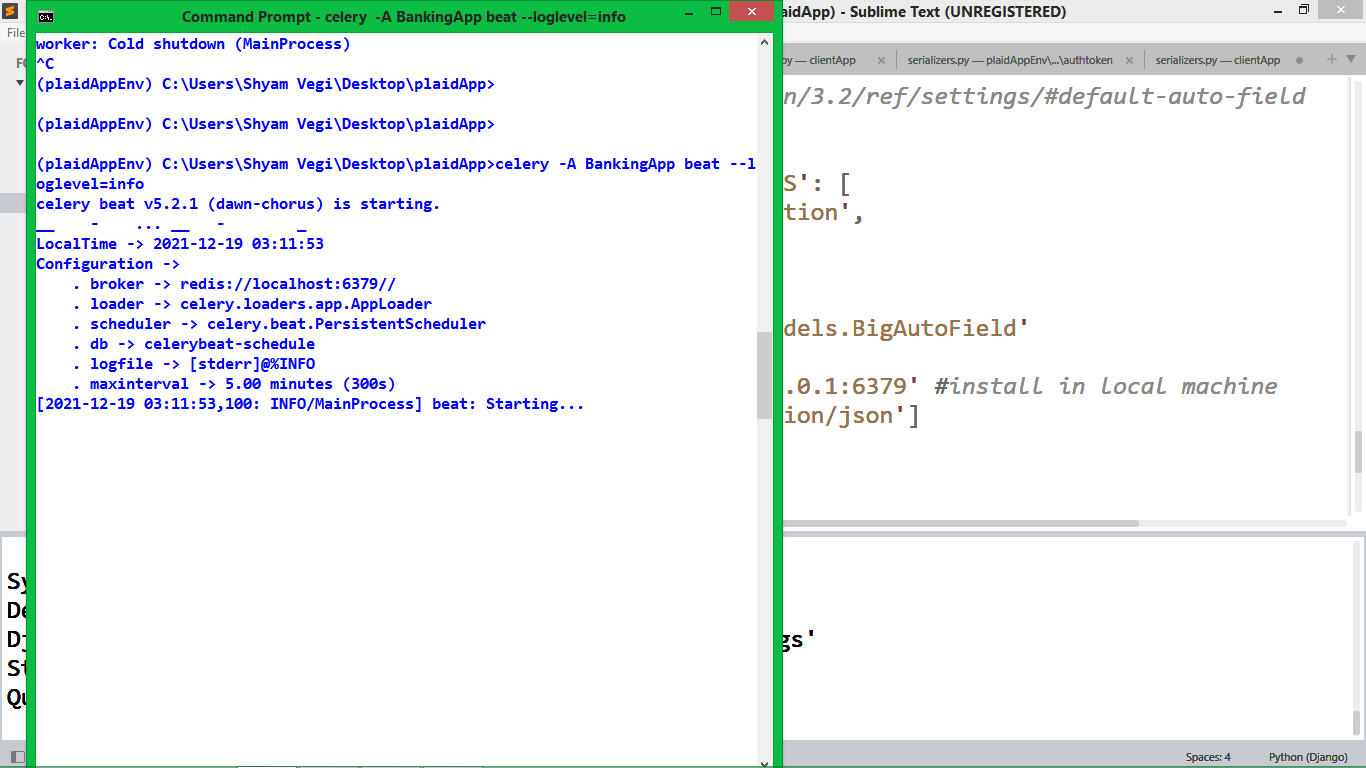 Command Prompt - celery -A BankingApp beat --loglevel=info
worker: Cold shutdown (MainProcess)
^C
(plaidAppEnv) C:\Users\Shyam Vegi\Desktop\plaidApp>
(plaidAppEnv) C:\Users\Shyam Vegi\Desktop\plaidApp>
(plaidAppEnv) C:\Users\Shyam Vegi\Desktop\plaidApp>celery -A BankingApp beat --l
oglevel=info
celery beat v5.2.1 (dawn-chorus) is starting.
__    -    ... __   -        _
LocalTime -> 2021-12-19 03:11:53
Configuration ->
    . broker -> redis://localhost:6379//
    . loader -> celery.loaders.app.AppLoader
    . scheduler -> celery.beat.PersistentScheduler
    . db -> celerybeat-schedule
    . logfile -> [stderr]@%INFO
    . maxinterval -> 5.00 minutes (300s)
[2021-12-19 03:11:53,100: INFO/MainProcess] beat: Starting...
aidApp) - Sublime Text (UNREGISTERED)
File
py — clientApp
serializers.py — plaidAppEnv\...\authtoken
serializers.py — clientApp
n/3.2/ref/settings/#default-auto-field
S': [
tion',
dels.BigAutoField'
.0.1:6379' #install in local machine
ion/json']
Sy
De
Dj
gs'
St
Qu
Spaces: 4
Python (Django)